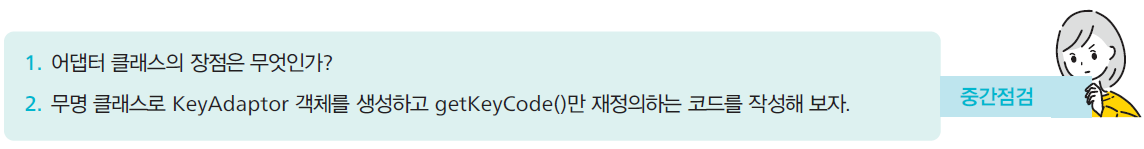 1. 어댑터 클래스의 장점은 무엇인가?
2. 무명 클래스로 KeyAdaptor 객체를 생성하고 getKeyCode()만 재정의하는 코드를 작성해 보자.
중간점검